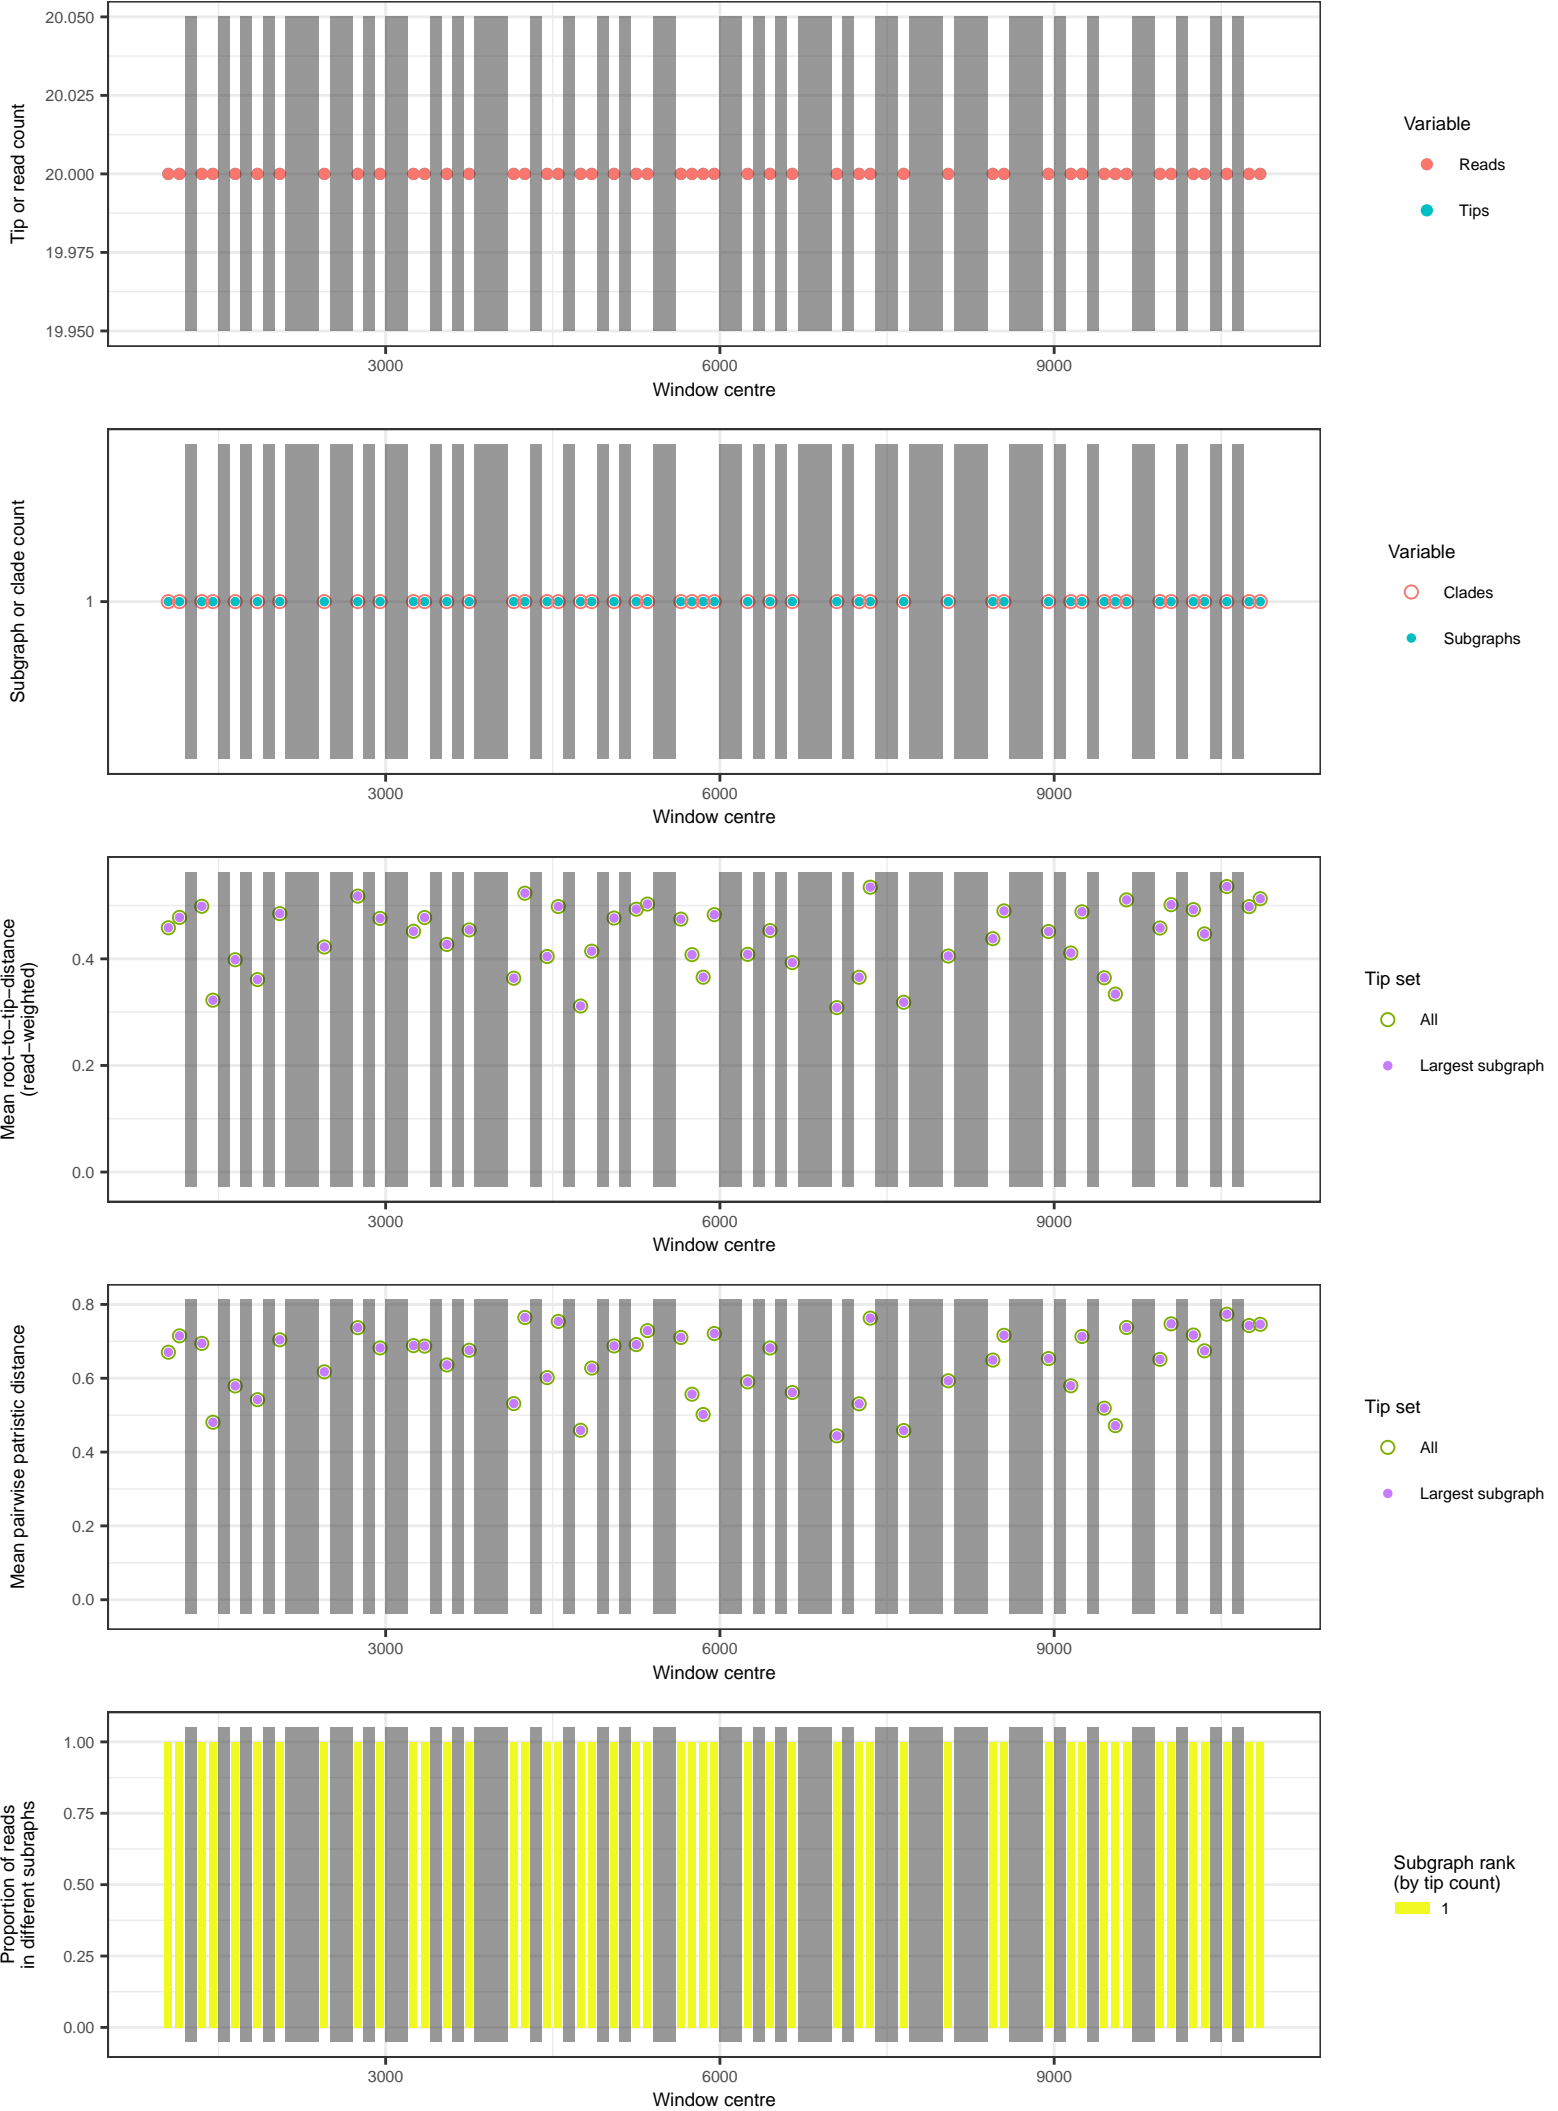 20.050
20.025
20.000
19.975
19.950
Tip or read count
3000
6000
9000
Window centre
Variable
Reads
Tips
1
Subgraph or clade count
3000
6000
9000
Window centre
Variable
Clades
Subgraphs
0.4
0.2
0.0
Mean root−to−tip−distance
(read−weighted)
3000
6000
9000
Window centre
Tip set
All
Largest subgraph
0.8
0.6
0.4
0.2
0.0
Mean pairwise patristic distance
3000
6000
9000
Window centre
Tip set
All
Largest subgraph
1.00
0.75
0.50
0.25
0.00
Proportion of reads
in different subraphs
3000
6000
9000
Window centre
Subgraph rank
(by tip count)
1